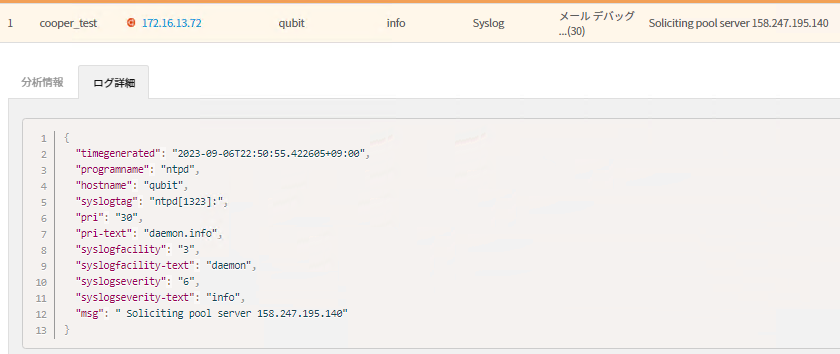 1 cooper_test 172.16.13.72 qubit info Syslog メール デバッグ ...(30) Soliciting pool server 158.247.195.140
分析情報 ログ詳細
1 {
2 "timegenerated": "2023-09-06T22:50:55.422605+09:00",
3 "programname": "ntpd",
4 "hostname": "qubit",
5 "syslogtag": "ntpd[1323]:",
6 "pri": "30",
7 "pri-text": "daemon.info",
8 "syslogfacility": "3",
9 "syslogfacility-text": "daemon",
10 "syslogseverity": "6",
11 "syslogseverity-text": "info",
12 "msg": " Soliciting pool server 158.247.195.140"
13 }